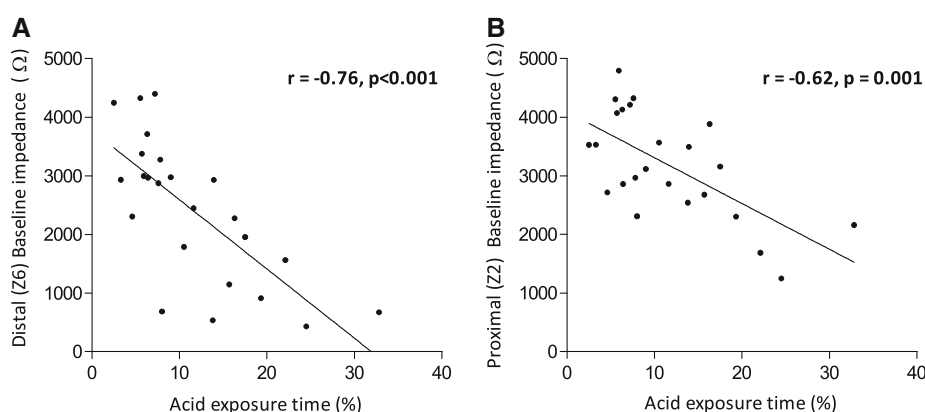 A
Distal (Z6) Baseline impedance ( Ω)
5000
4000
3000
2000
1000
0
r = -0.76, p<0.001
0 10 20 30 40
Acid exposure time (%)
B
Proximal (Z2) Baseline impedance ( Ω)
5000
4000
3000
2000
1000
0
r = -0.62, p = 0.001
0 10 20 30 40
Acid exposure time (%)